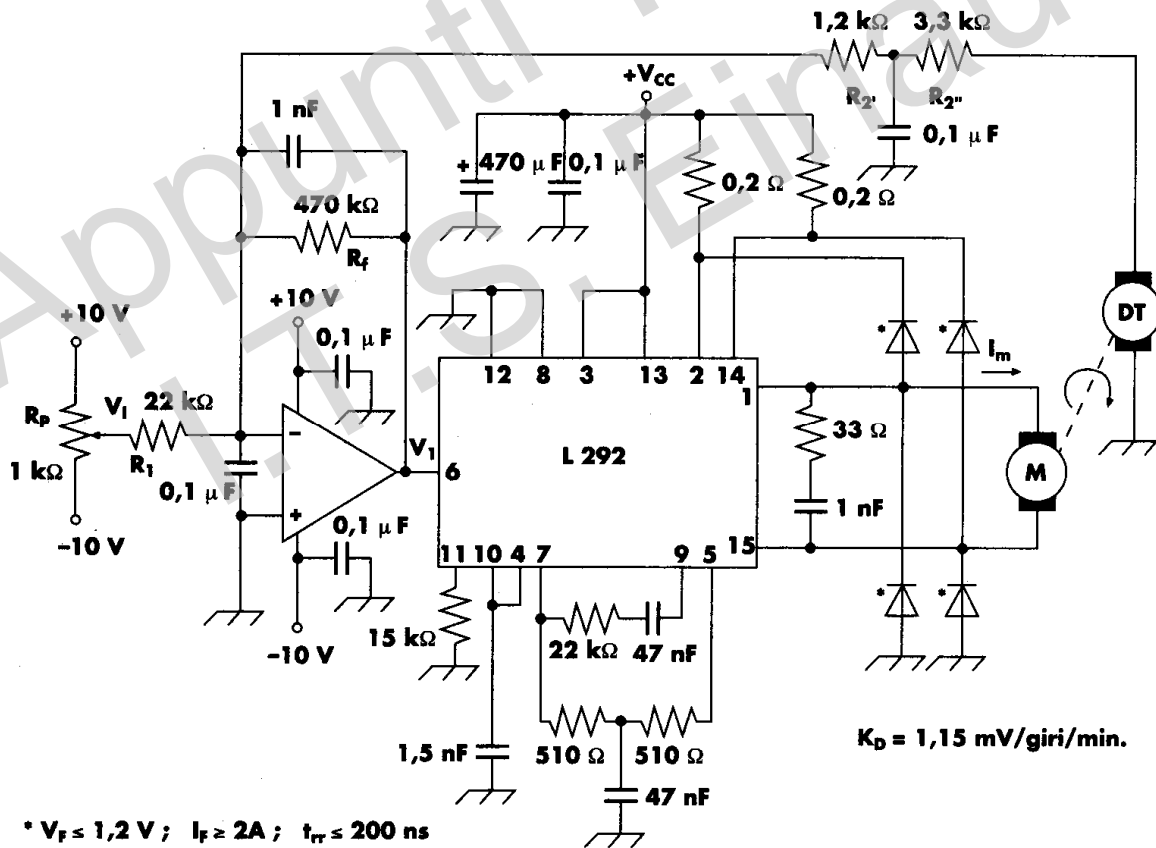 Appunti
I.T.S. Einau
1,2 kΩ
3,3 kΩ
R2'
R2"
0,1 μF
+VCC
1 nF
+ 470 μF
0,1 μF
0,2 Ω
0,2 Ω
470 kΩ
Rf
+10 V
+10 V
0,1 μF
DT
12
8
3
13
2
14
1
Im
RP
VI
22 kΩ
R1
1 kΩ
–
+
V1
6
L 292
33 Ω
M
0,1 μF
0,1 μF
1 nF
–10 V
11
10
4
7
9
5
15
–10 V
15 kΩ
22 kΩ
47 nF
1,5 nF
510 Ω
510 Ω
47 nF
KD = 1,15 mV/giri/min.
* VF ≤ 1,2 V ; IF ≥ 2A ; trr ≤ 200 ns
*
*
*
*